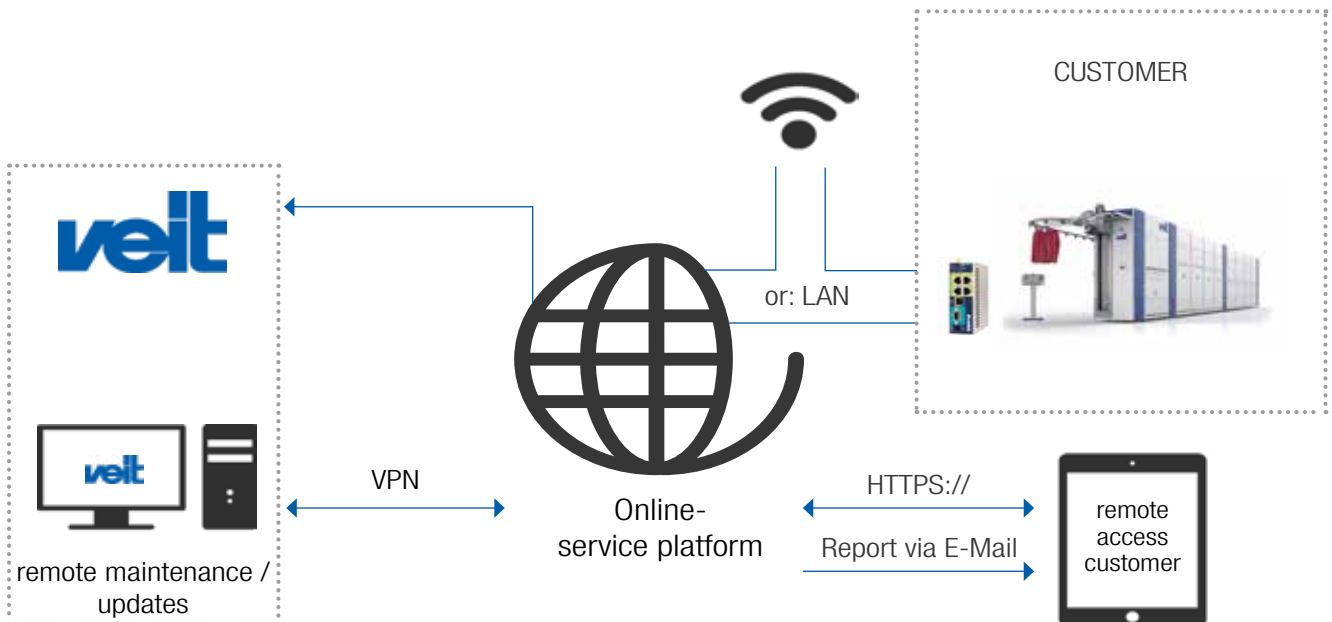 CUSTOMER
veit
or: LAN
veit
VPN
remote maintenance /
updates
Online-
service platform
HTTPS://
Report via E-Mail
remote
access
customer